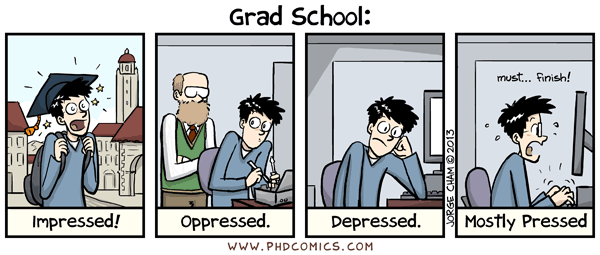 Grad School:
must... finish!
Impressed!
Oppressed.
Depressed.
Mostly Pressed
JORGE CHAM © 2013
WWW.PHDCOMICS.COM